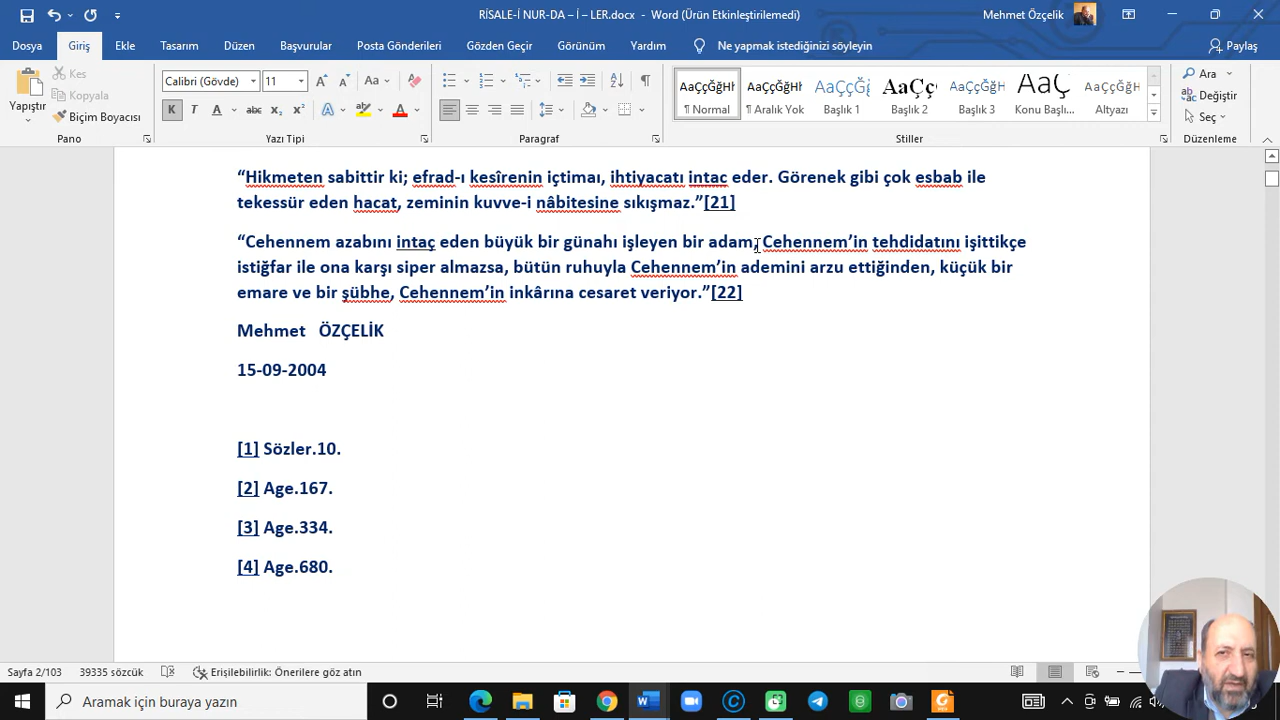 RİSALE-İ NUR-DA – İ – LER.docx - Word (Ürün Etkinleştirilemedi)
Mehmet Özçelik
Dosya Giriş Ekle Tasarım Düzen Başvurular Posta Gönderileri Gözden Geçir Görünüm Yardım Ne yapmak istediğinizi söyleyin Paylaş
Yapıştır
Kes
Kopyala
Biçim Boyacısı
Pano
Calibri (Gövde) 11
K T A abc x₂ x²
Yazı Tipi
Paragraf
AaÇçĞğHł AaÇçĞğHł AaÇçĞğ AaÇç AaÇçĞğH AaÇ AaÇçĞğH
¶ Normal ¶ Aralık Yok Başlık 1 Başlık 2 Başlık 3 Konu Başlı... Altyazı
Stiller
Ara
Değiştir
Seç
Düzenleme
“Hikmeten sabittir ki; efrad-ı kesîrenin içtimaı, ihtiyacatı intac eder. Görenek gibi çok esbab ile
tekessür eden hacat, zeminin kuvve-i nâbitesine sıkışmaz.”[21]
“Cehennem azabını intaç eden büyük bir günahı işleyen bir adam, Cehennem’in tehdidatını işittikçe
istiğfar ile ona karşı siper almazsa, bütün ruhuyla Cehennem’in ademini arzu ettiğinden, küçük bir
emare ve bir şübhe, Cehennem’in inkârına cesaret veriyor.”[22]
Mehmet ÖZÇELİK
15-09-2004
[1] Sözler.10.
[2] Age.167.
[3] Age.334.
[4] Age.680.
Sayfa 2/103 39335 sözcük Erişilebilirlik: Önerilere göz atın
Aramak için buraya yazın